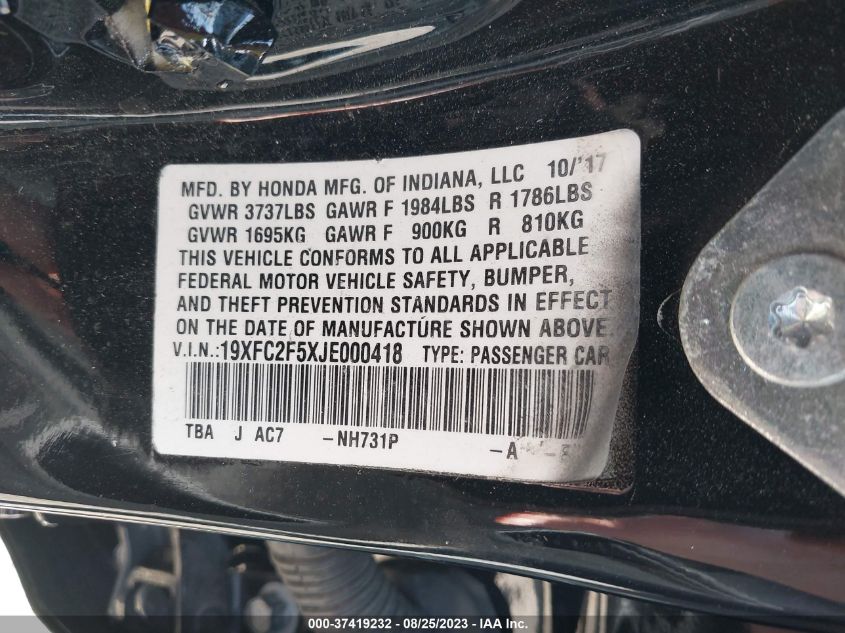 MFD. BY HONDA MFG. OF INDIANA, LLC 10/'17
GVWR 3737LBS GAWR F 1984LBS R 1786LBS
GVWR 1695KG GAWR F 900KG R 810KG
THIS VEHICLE CONFORMS TO ALL APPLICABLE
FEDERAL MOTOR VEHICLE SAFETY, BUMPER,
AND THEFT PREVENTION STANDARDS IN EFFECT
ON THE DATE OF MANUFACTURE SHOWN ABOVE.
V.I.N.:19XFC2F5XJE000418 TYPE: PASSENGER CAR
TBA J AC7 -NH731P
000-37419232 - 08/25/2023 - IAA Inc.